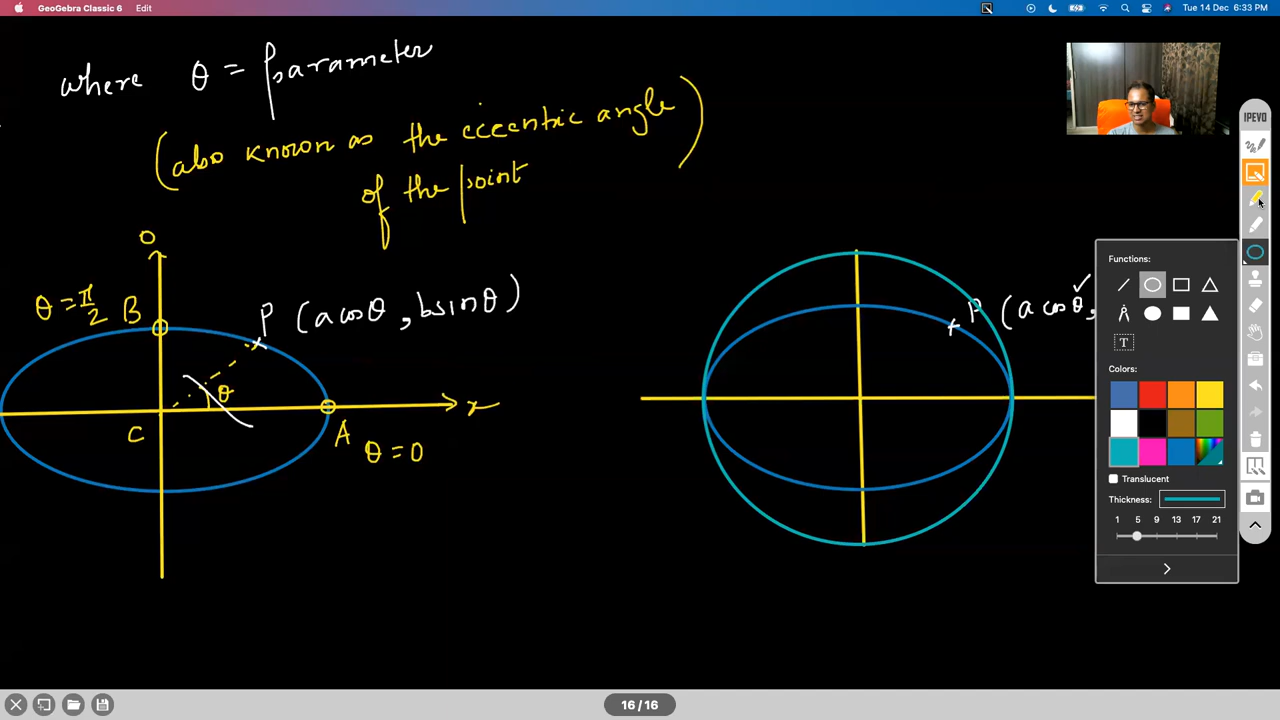 GeoGebra Classic 6 Edit Tue 14 Dec 6:33 PM
where θ = parameter
(also known as the eccentric angle
of the point)
IPEVO
0
θ = π/2 B
P (a cosθ, b sinθ)
θ
C
A
x
θ = 0
P (a cosθ,
Functions:
T
Colors:
Translucent
Thickness:
1 5 9 13 17 21
16 / 16